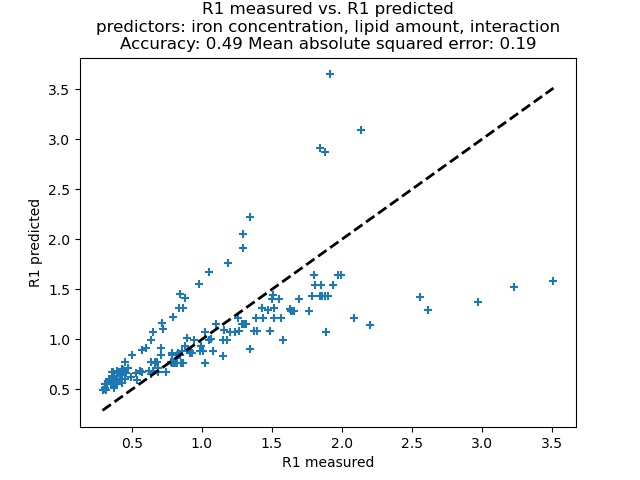 R1 measured vs. R1 predicted
predictors: iron concentration, lipid amount, interaction
Accuracy: 0.49 Mean absolute squared error: 0.19
R1 predicted
3.5
3.0
2.5
2.0
1.5
1.0
0.5
0.5 1.0 1.5 2.0 2.5 3.0 3.5
R1 measured